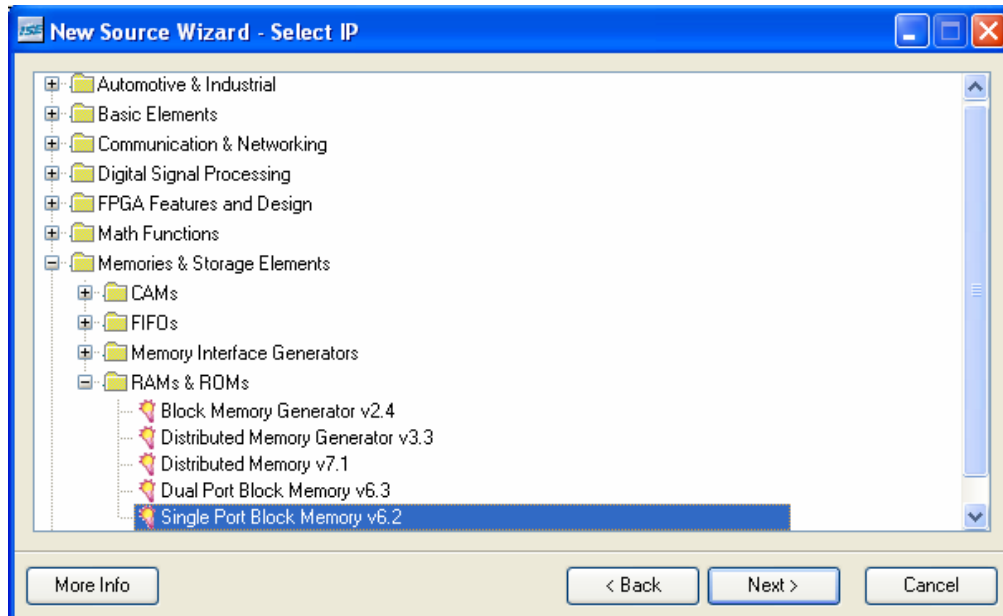 ISE New Source Wizard - Select IP
Automotive & Industrial
Basic Elements
Communication & Networking
Digital Signal Processing
FPGA Features and Design
Math Functions
Memories & Storage Elements
CAMs
FIFOs
Memory Interface Generators
RAMs & ROMs
Block Memory Generator v2.4
Distributed Memory Generator v3.3
Distributed Memory v7.1
Dual Port Block Memory v6.3
Single Port Block Memory v6.2
More Info < Back Next > Cancel